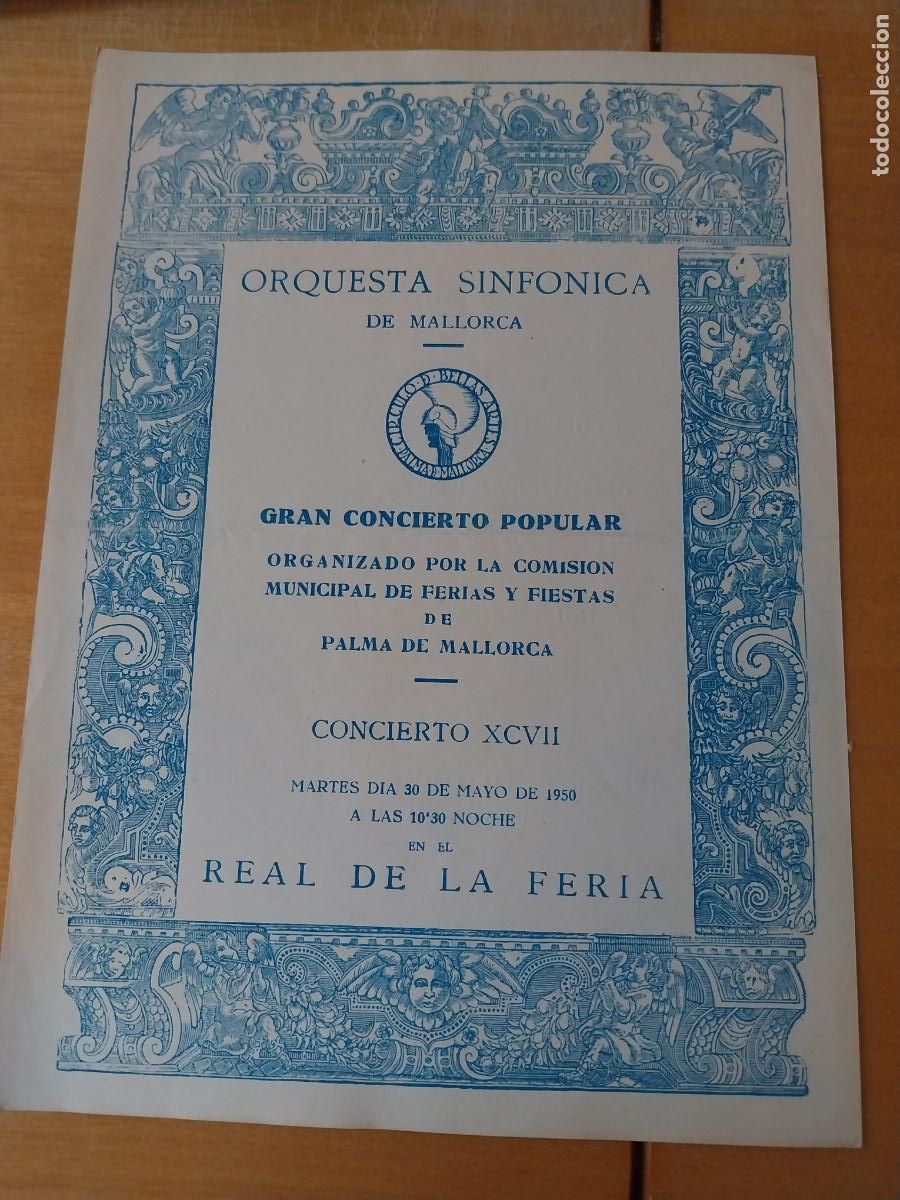 ORQUESTA SINFONICA
DE MALLORCA
CIRCULO · D · BELLAS ARTES
PALMA DE MALLORCA
GRAN CONCIERTO POPULAR
ORGANIZADO POR LA COMISION
MUNICIPAL DE FERIAS Y FIESTAS
DE
PALMA DE MALLORCA
CONCIERTO XCVII
MARTES DIA 30 DE MAYO DE 1950
A LAS 10'30 NOCHE
EN EL
REAL DE LA FERIA
todocoleccion